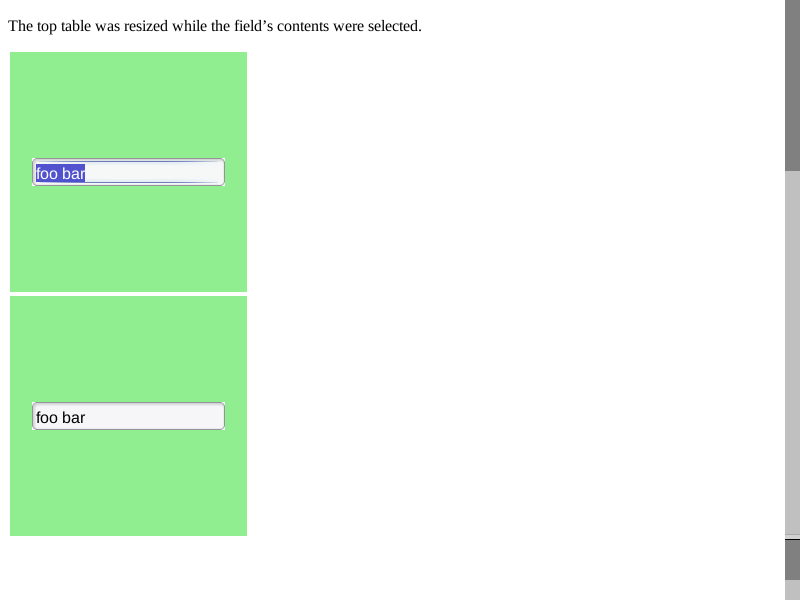 The top table was resized while the field’s contents were selected.
foo bar
foo bar